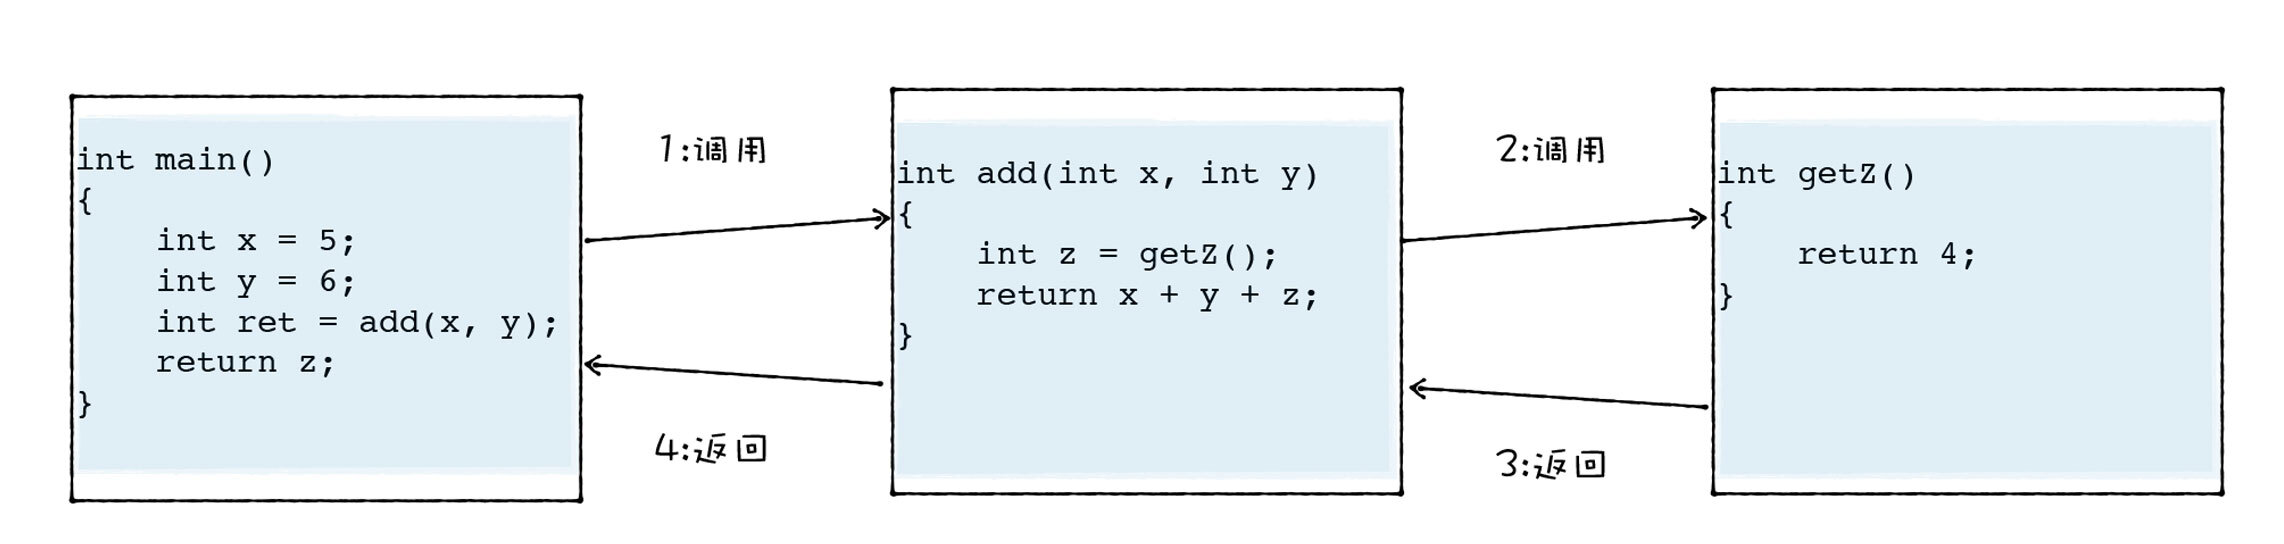 int main()
{
    int x = 5;
    int y = 6;
    int ret = add(x, y);
    return z;
}
1:调用
4:返回
int add(int x, int y)
{
    int z = getZ();
    return x + y + z;
}
2:调用
3:返回
int getZ()
{
    return 4;
}